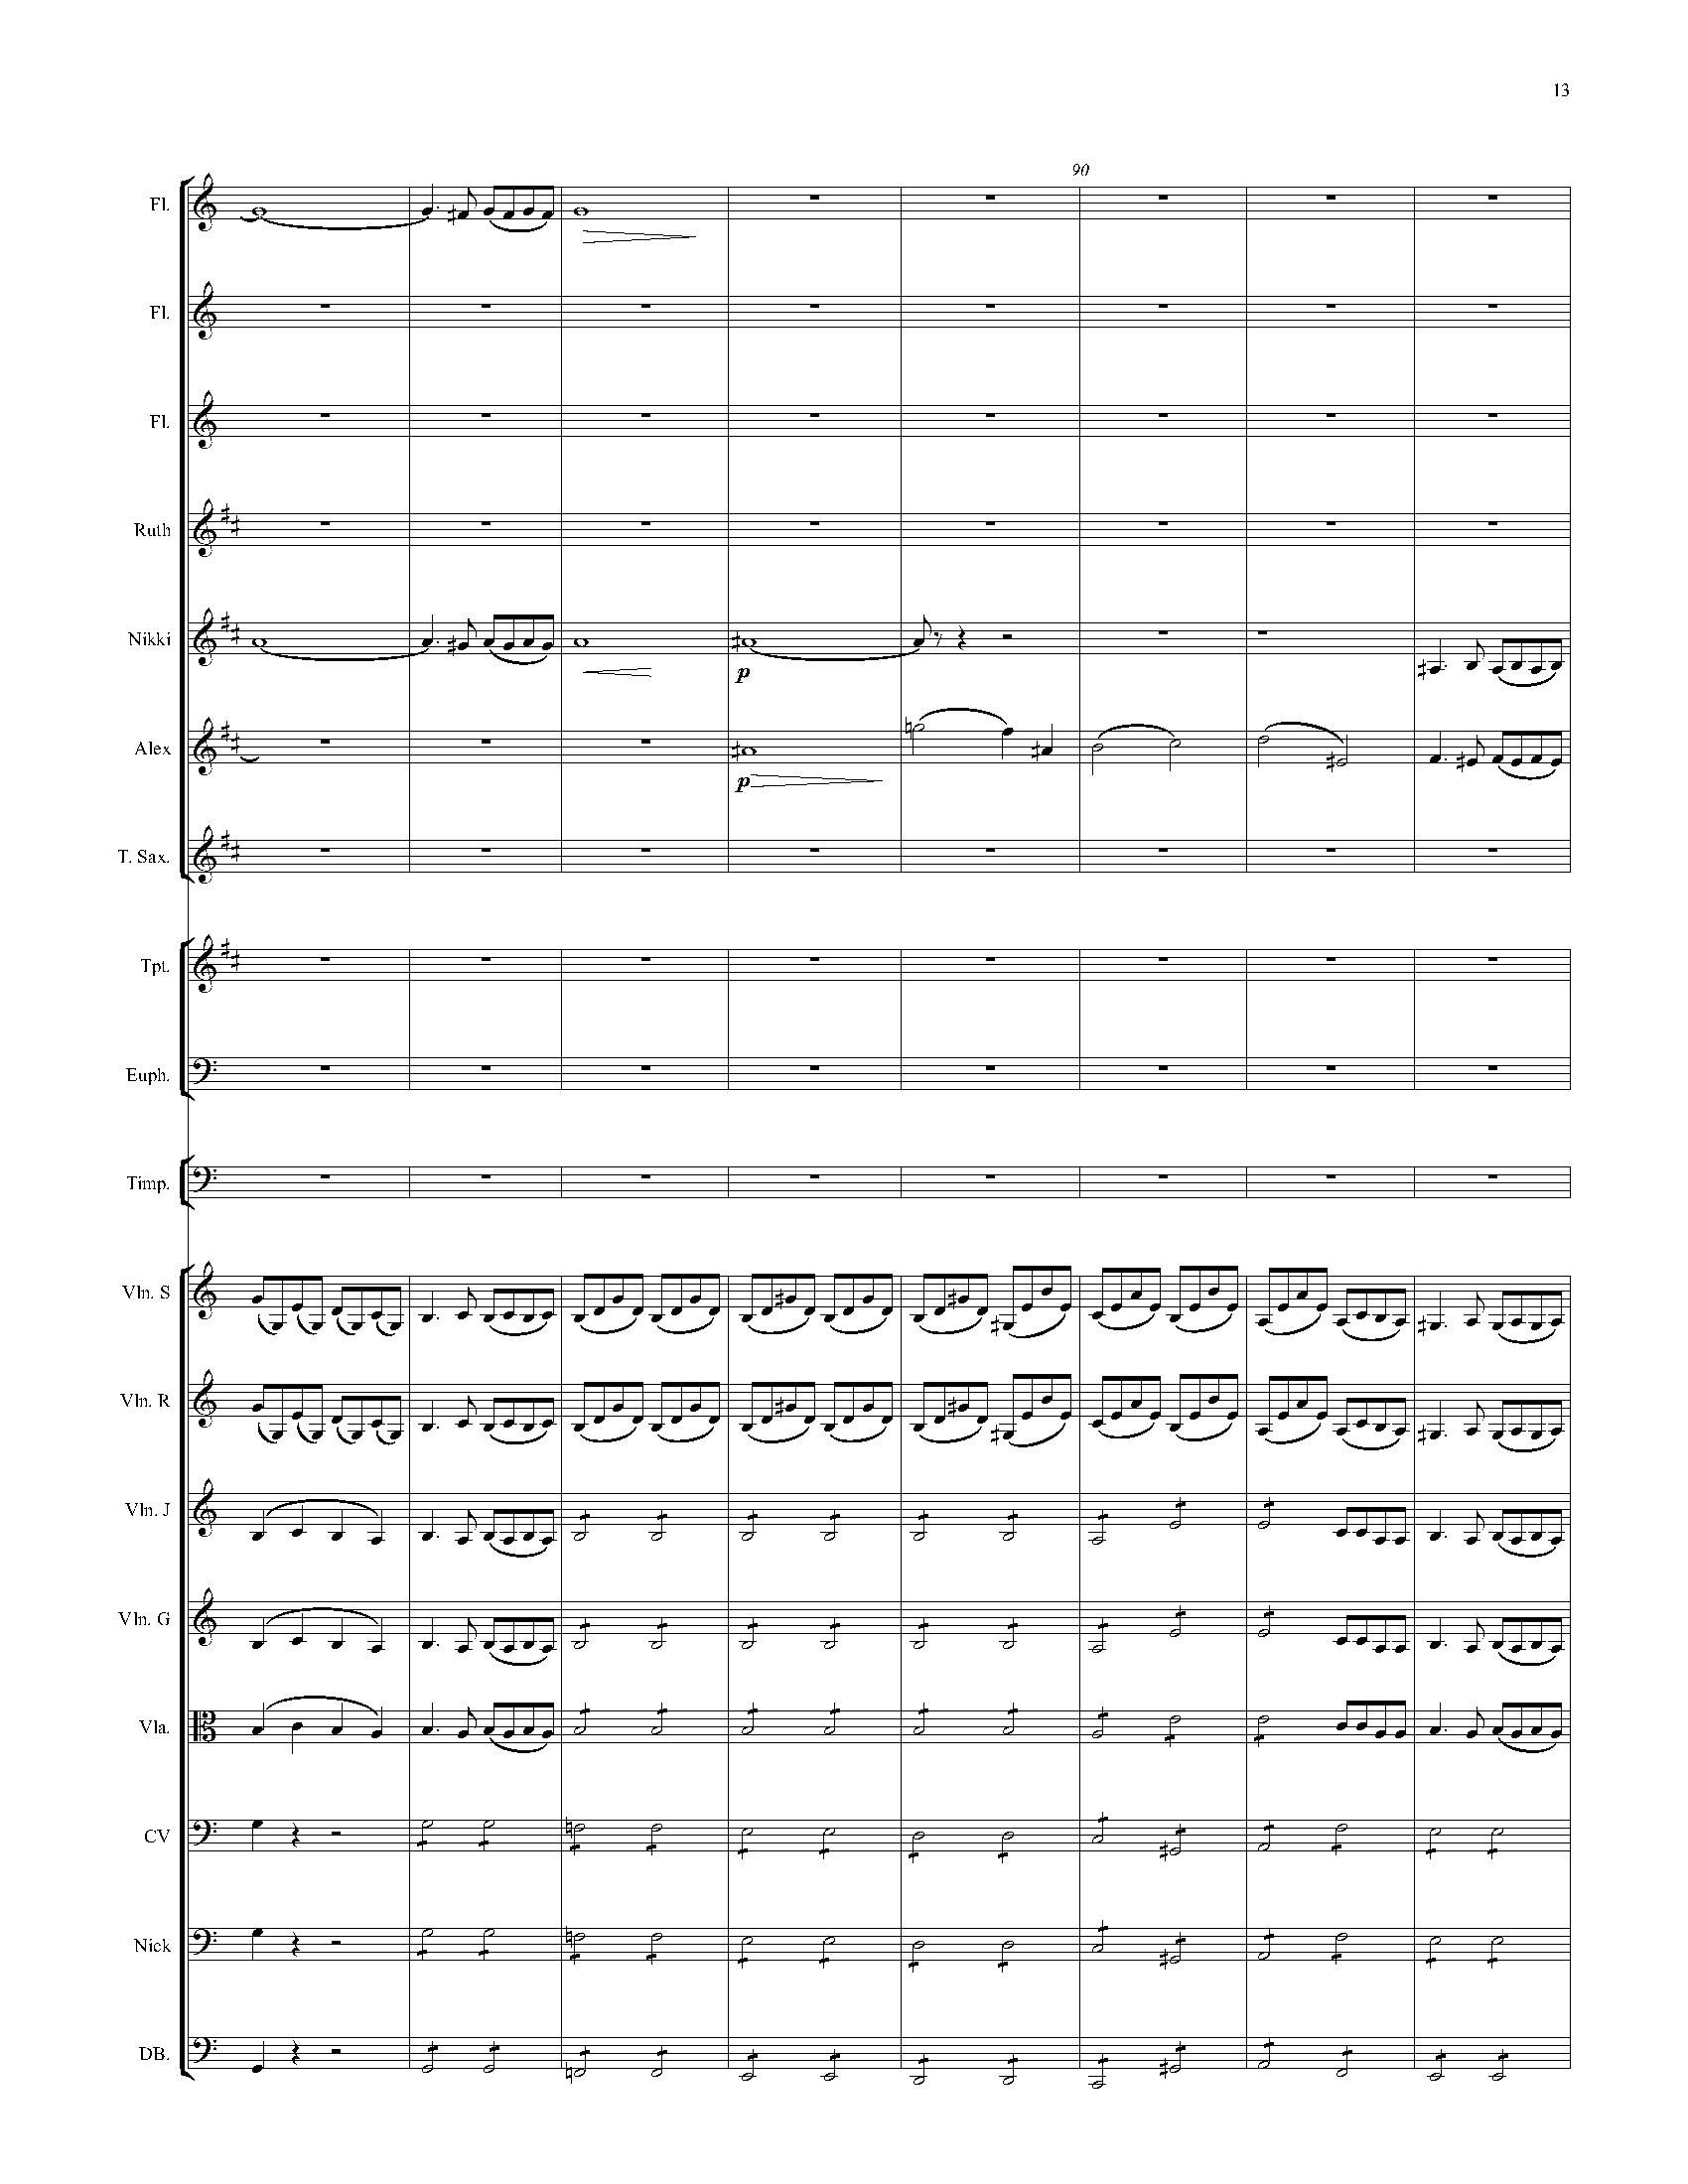 13
90
Fl.
Fl.
Fl.
Ruth
Nikki
p
Alex
p
T. Sax.
Tpt.
Euph.
Timp.
Vln. S
Vln. R
Vln. J
Vln. G
Vla.
CV
Nick
DB.